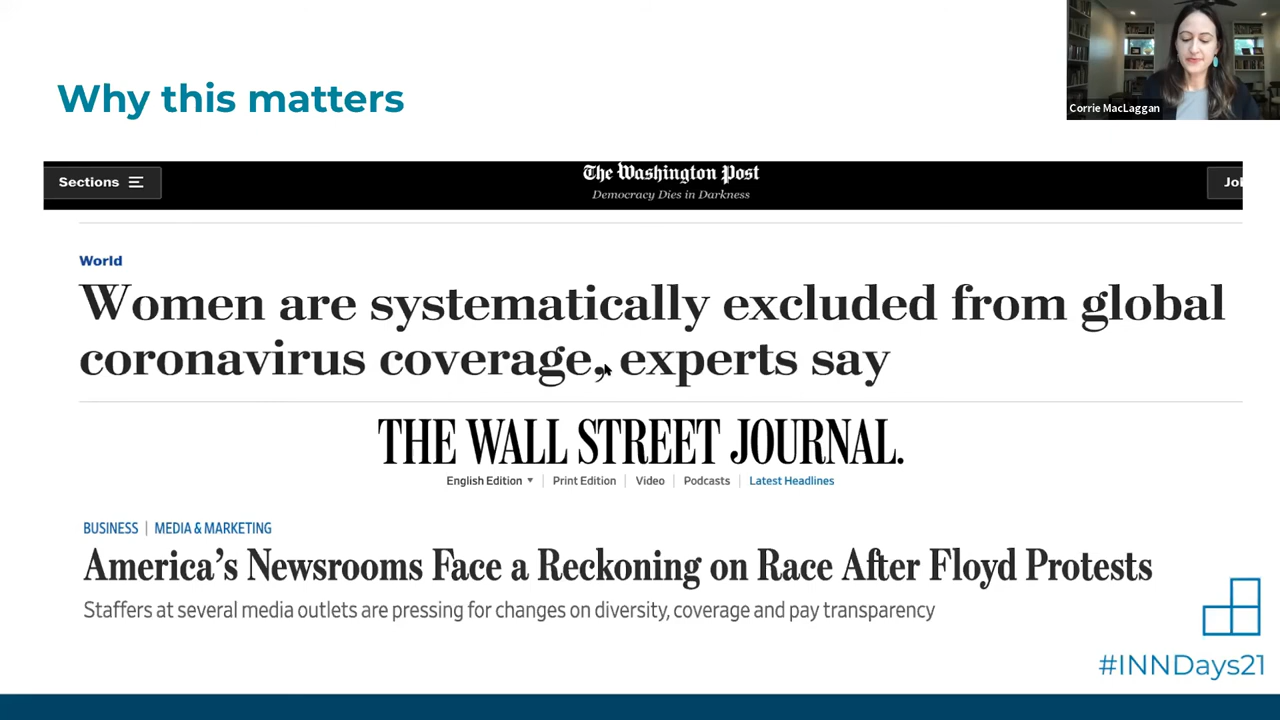 Why this matters
Corrie MacLaggan
Sections
The Washington Post
Democracy Dies in Darkness
World
Women are systematically excluded from global
coronavirus coverage, experts say
THE WALL STREET JOURNAL.
English Edition Print Edition Video Podcasts Latest Headlines
BUSINESS | MEDIA & MARKETING
America's Newsrooms Face a Reckoning on Race After Floyd Protests
Staffers at several media outlets are pressing for changes on diversity, coverage and pay transparency
#INNDays21